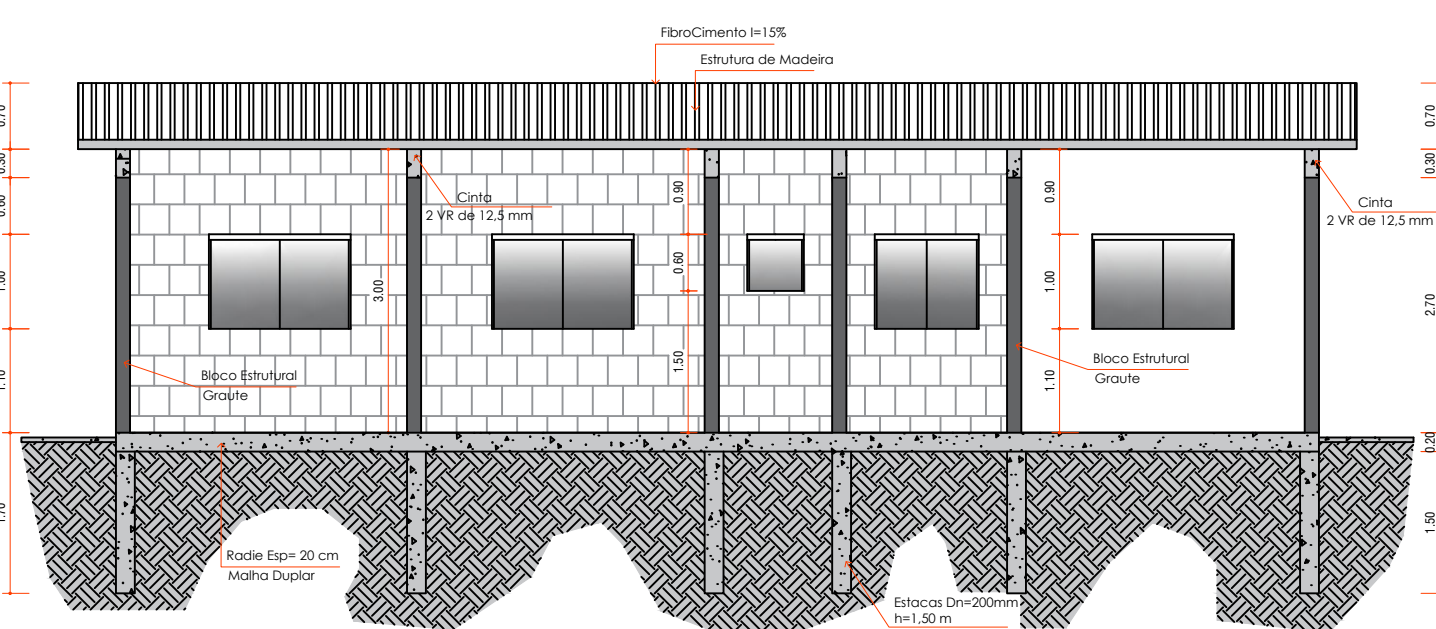 FibroCimento I=15%
Estrutura de Madeira
0.70
0.30
0.60
1.00
1.10
1.70
3.00
Cinta
2 VR de 12,5 mm
0.90
0.60
1.50
0.90
1.00
1.10
Cinta
2 VR de 12,5 mm
0.70
0.30
2.70
0.20
1.50
Bloco Estrutural
Graute
Bloco Estrutural
Graute
Radie Esp= 20 cm
Malha Duplar
Estacas Dn=200mm
h=1,50 m